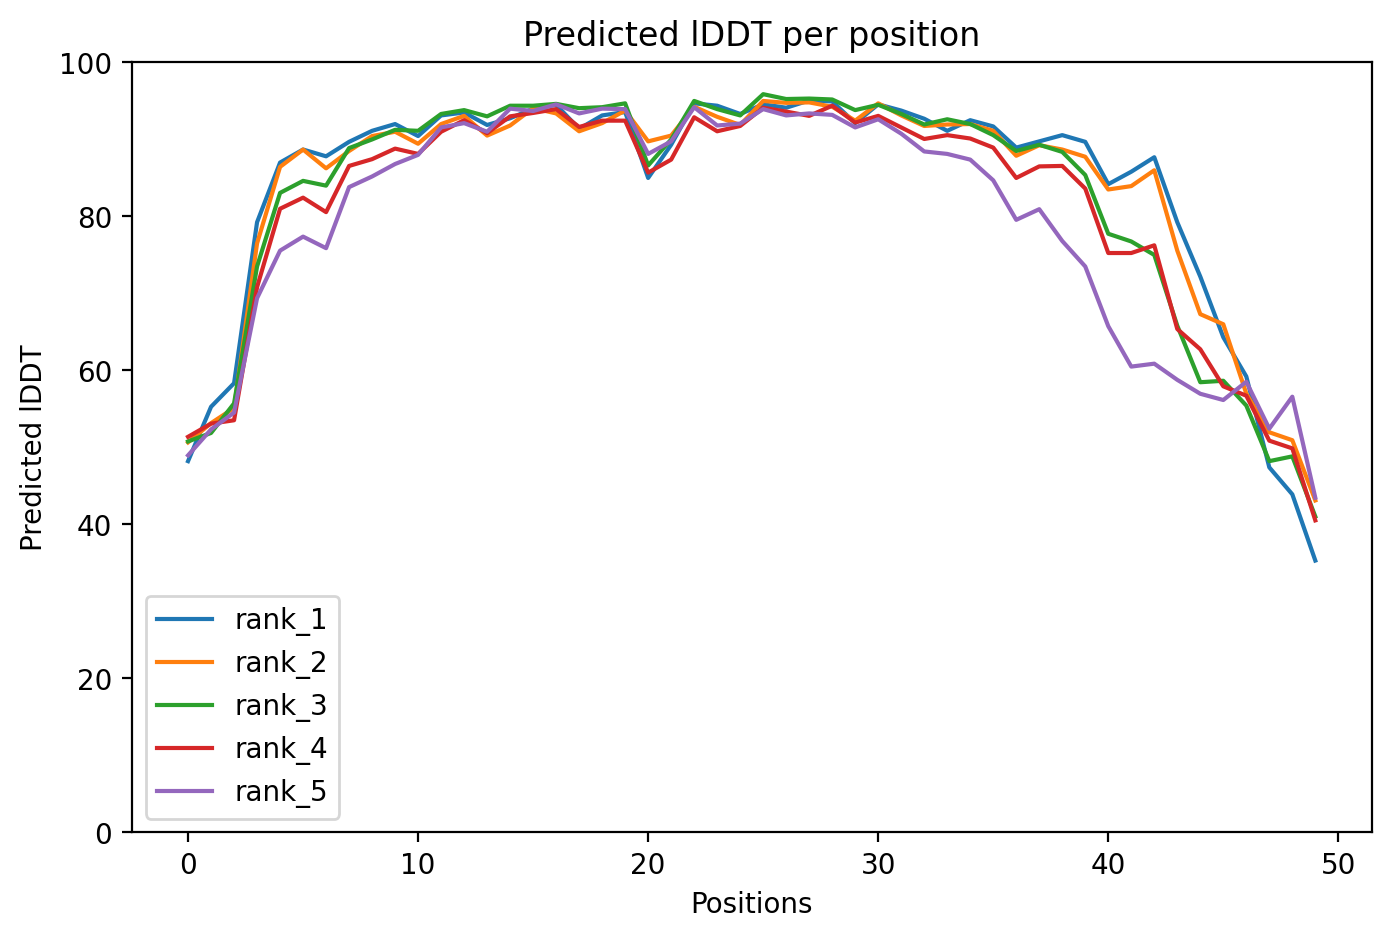 Predicted lDDT per position
100
80
60
40
20
0
Predicted lDDT
rank_1
rank_2
rank_3
rank_4
rank_5
0 10 20 30 40 50
Positions